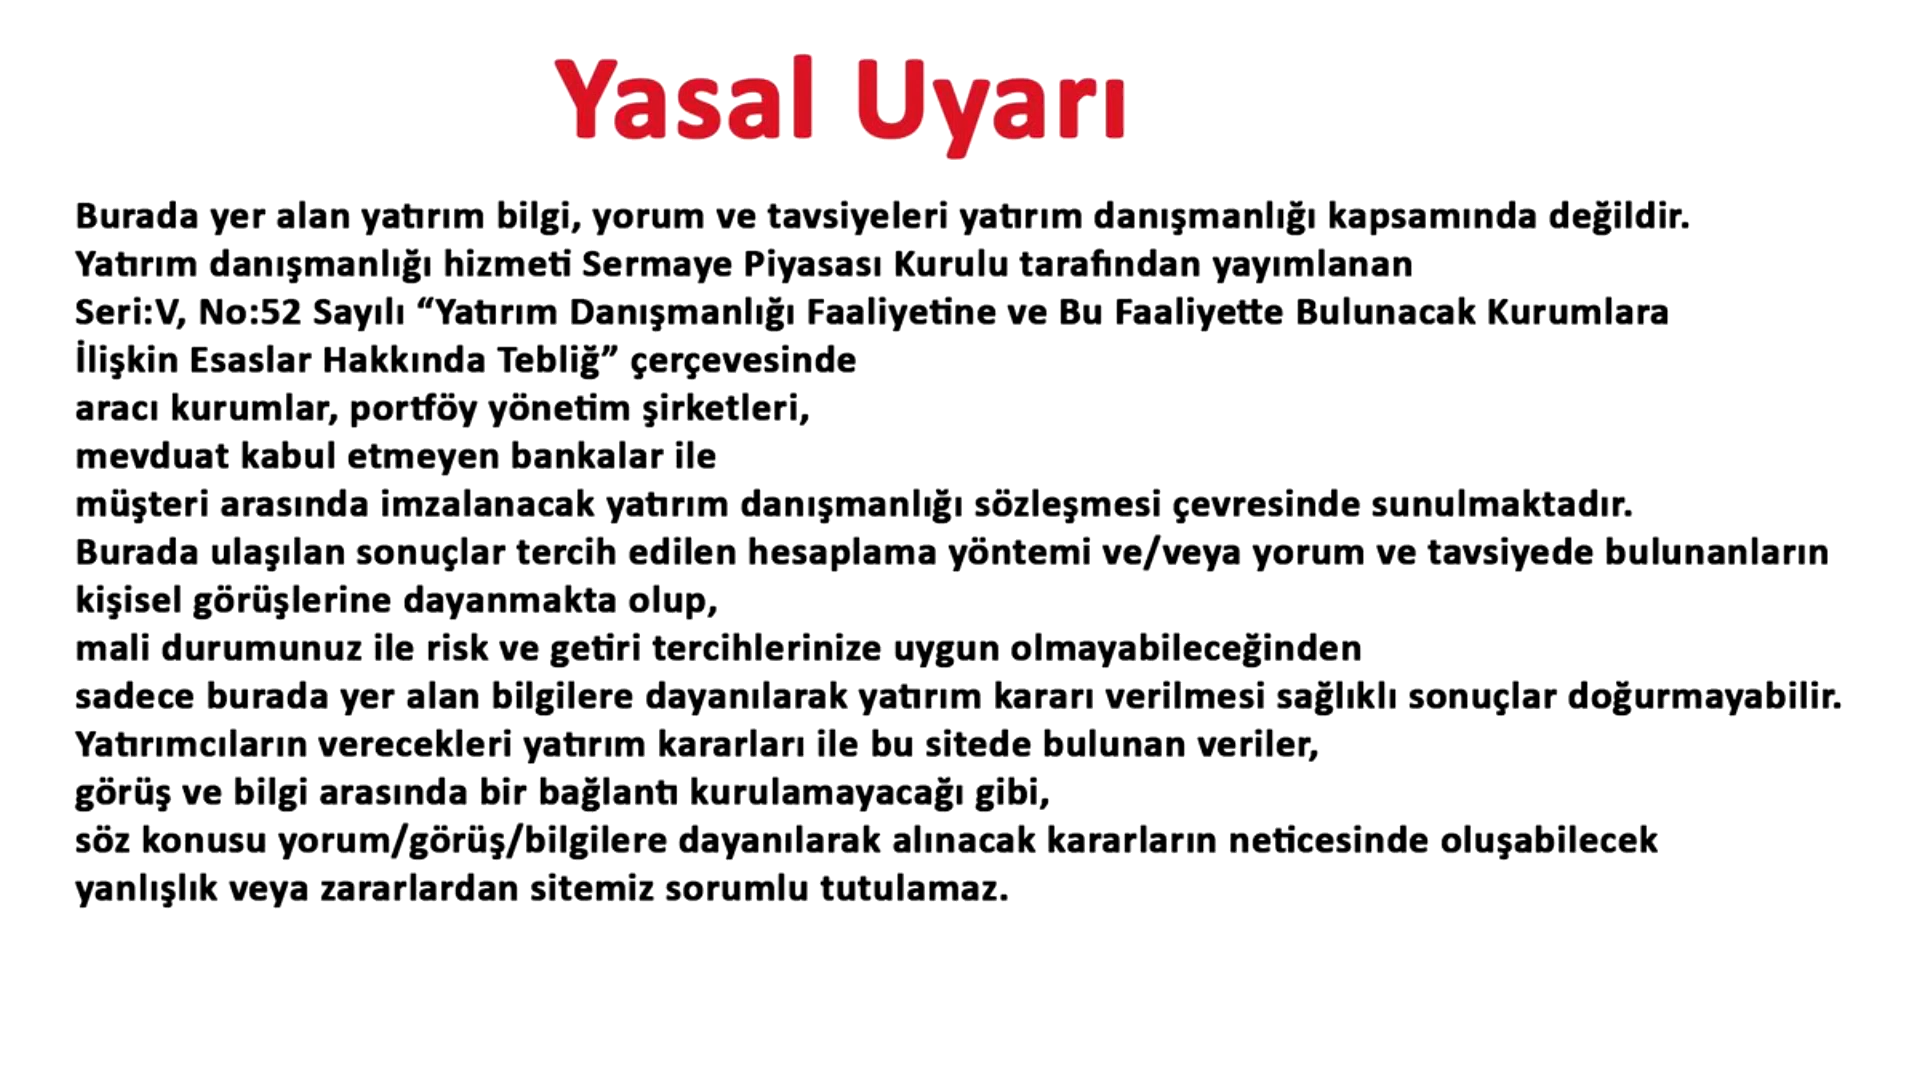 Yasal Uyarı
Burada yer alan yatırım bilgi, yorum ve tavsiyeleri yatırım danışmanlığı kapsamında değildir.
Yatırım danışmanlığı hizmeti Sermaye Piyasası Kurulu tarafından yayımlanan
Seri:V, No:52 Sayılı “Yatırım Danışmanlığı Faaliyetine ve Bu Faaliyette Bulunacak Kurumlara
İlişkin Esaslar Hakkında Tebliğ” çerçevesinde
aracı kurumlar, portföy yönetim şirketleri,
mevduat kabul etmeyen bankalar ile
müşteri arasında imzalanacak yatırım danışmanlığı sözleşmesi çevresinde sunulmaktadır.
Burada ulaşılan sonuçlar tercih edilen hesaplama yöntemi ve/veya yorum ve tavsiyede bulunanların
kişisel görüşlerine dayanmakta olup,
mali durumunuz ile risk ve getiri tercihlerinize uygun olmayabileceğinden
sadece burada yer alan bilgilere dayanılarak yatırım kararı verilmesi sağlıklı sonuçlar doğurmayabilir.
Yatırımcıların verecekleri yatırım kararları ile bu sitede bulunan veriler,
görüş ve bilgi arasında bir bağlantı kurulamayacağı gibi,
söz konusu yorum/görüş/bilgilere dayanılarak alınacak kararların neticesinde oluşabilecek
yanlışlık veya zararlardan sitemiz sorumlu tutulamaz.